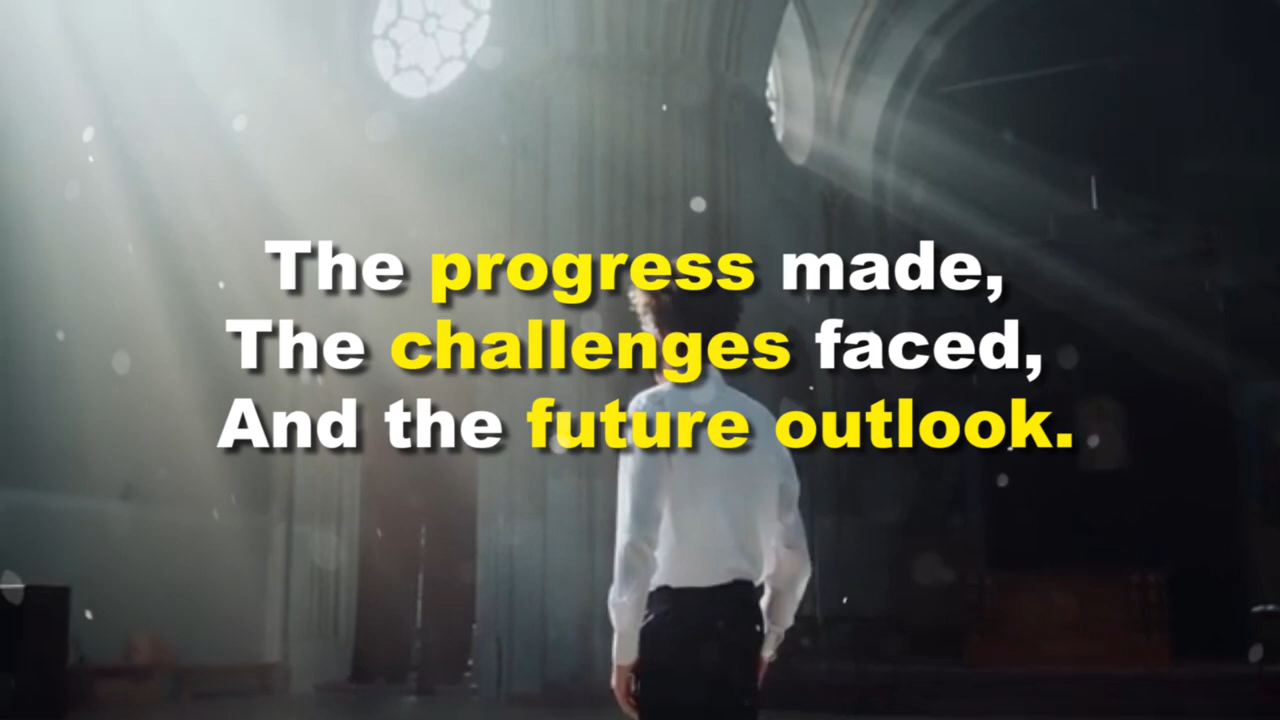 The progress made,
The challenges faced,
And the future outlook.